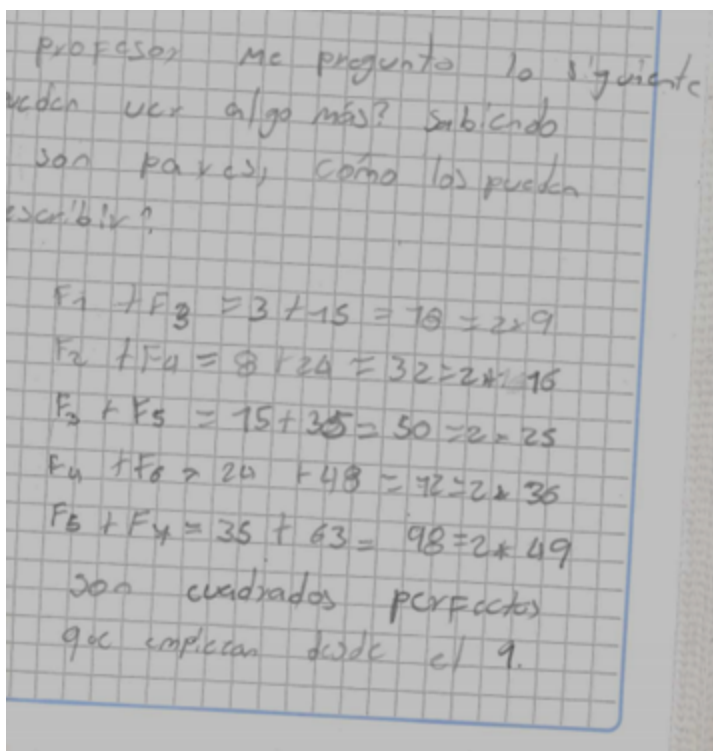 profesor me pregunto lo siguiente
ueden ver algo más? Sabiendo
son pares, cómo los pueden
escribir?
F1 + F3 = 3 + 15 = 18 = 2*9
F2 + F4 = 8 + 24 = 32 = 2* 16
F3 + F5 = 15 + 35 = 50 = 2* 25
F4 + F6 = 24 + 48 = 72 = 2* 36
F5 + F7 = 35 + 63 = 98 = 2* 49
son cuadrados perfectos
que empiezan desde el 9.